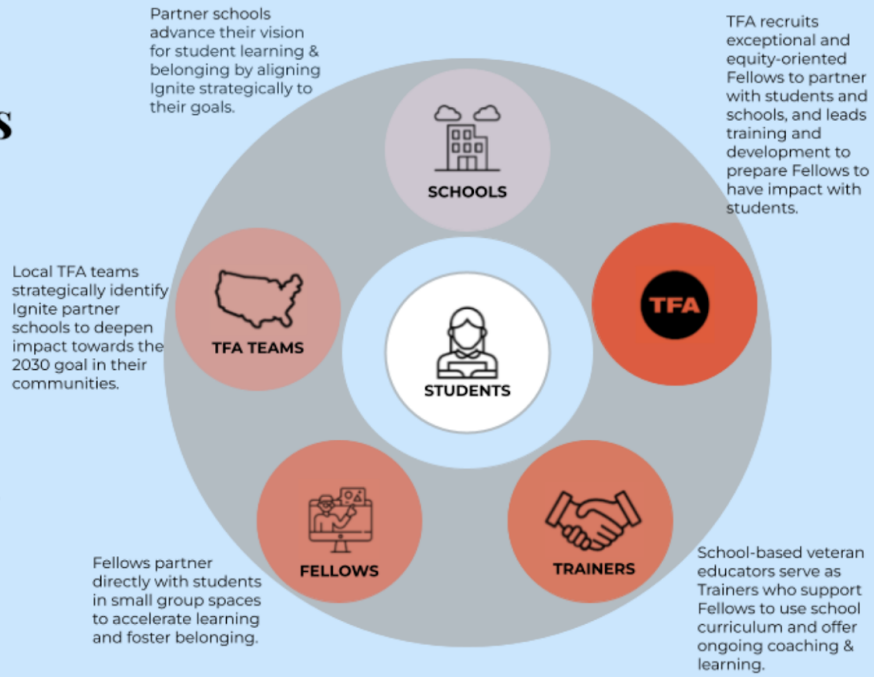 s
Partner schools
advance their vision
for student learning &
belonging by aligning
Ignite strategically to
their goals.
TFA recruits
exceptional and
equity-oriented
Fellows to partner
with students and
schools, and leads
training and
development to
prepare Fellows to
have impact with
students.
SCHOOLS
TFA
Local TFA teams
strategically identify
Ignite partner
schools to deepen
impact towards the
2030 goal in their
communities.
TFA TEAMS
STUDENTS
FELLOWS
TRAINERS
Fellows partner
directly with students
in small group spaces
to accelerate learning
and foster belonging.
School-based veteran
educators serve as
Trainers who support
Fellows to use school
curriculum and offer
ongoing coaching &
learning.